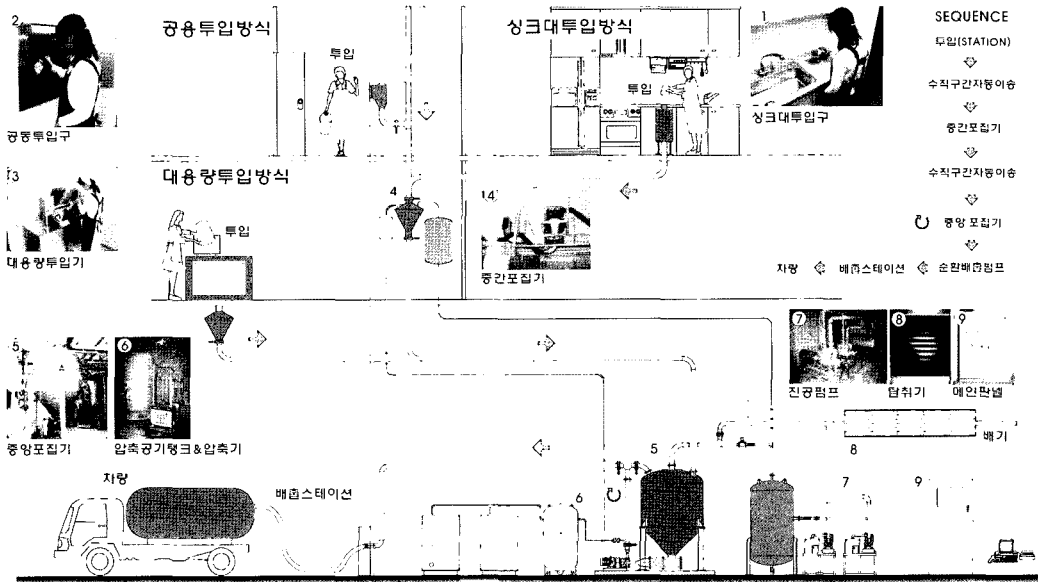 2
공동투입구
공용투입방식
투입
싱크대투입방식
투입
1
싱크대투입구
SEQUENCE
투입(STATION)
수직구간자동이송
중간포집기
수직구간자동이송
중앙포집기
순환배출펌프
배출스테이션
차량
3
대용량투입기
대용량투입방식
투입
4
14
중간포집기
5
중앙포집기
6
압축공기탱크&압축기
7
진공펌프
8
탈취기
9
메인판넬
배기
차량
배출스테이션
6
5
8
7
9